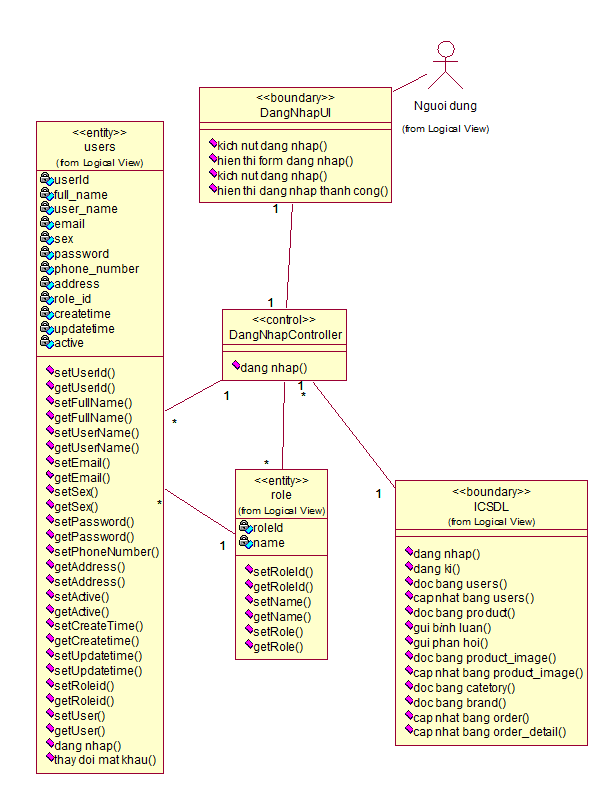 Nguoi dung
(from Logical View)
<<boundary>>
DangNhapUI
kich nut dang nhap()
hien thi form dang nhap()
kich nut dang nhap()
hien thi dang nhap thanh cong()
1
1
<<control>>
DangNhapController
dang nhap()
1
*
1
*
*
1
*
1
<<entity>>
users
(from Logical View)
userId
full_name
user_name
email
sex
password
phone_number
address
role_id
createtime
updatetime
active
setUserId()
getUserId()
setFullName()
getFullName()
setUserName()
getUserName()
setEmail()
getEmail()
setSex()
getSex()
setPassword()
getPassword()
setPhoneNumber()
getAddress()
setAddress()
setActive()
getActive()
setCreateTime()
getCreatetime()
setUpdatetime()
setUpdatetime()
setRoleid()
getRoleid()
setUser()
getUser()
dang nhap()
thay doi mat khau()
<<entity>>
role
(from Logical View)
roleId
name
setRoleId()
getRoleId()
setName()
getName()
setRole()
getRole()
<<boundary>>
ICSDL
(from Logical View)
dang nhap()
dang ki()
doc bang users()
cap nhat bang users()
doc bang product()
gui binh luan()
gui phan hoi()
doc bang product_image()
cap nhat bang product_image()
doc bang catetory()
doc bang brand()
cap nhat bang order()
cap nhat bang order_detail()